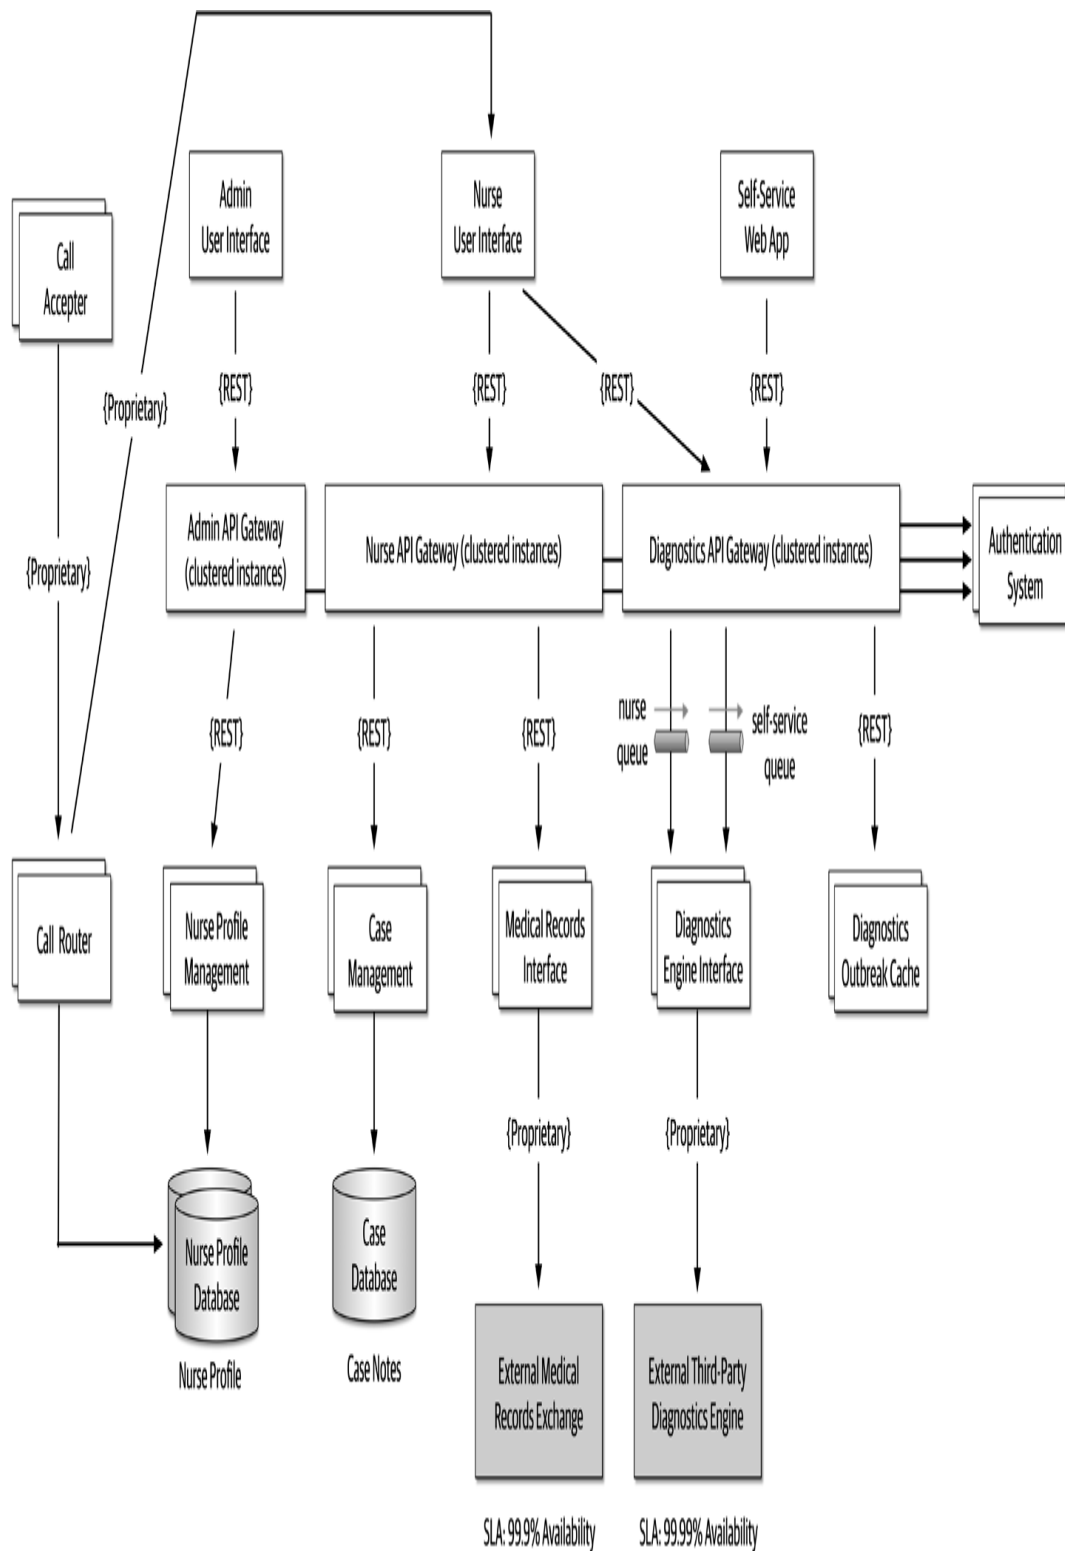 Admin
User Interface
Nurse
User Interface
Self-Service
Web App
Call
Accepter
{Proprietary}
{REST}
{REST}
{REST}
{REST}
{Proprietary}
Admin API Gateway
(clustered instances)
Nurse API Gateway (clustered instances)
Diagnostics API Gateway (clustered instances)
Authentication
System
{REST}
{REST}
{REST}
nurse
queue
self-service
queue
{REST}
Call Router
Nurse Profile
Management
Case
Management
Medical Records
Interface
Diagnostics
Engine Interface
Diagnostics
Outbreak Cache
{Proprietary}
{Proprietary}
Nurse Profile
Database
Case
Database
Nurse Profile
Case Notes
External Medical
Records Exchange
External Third-Party
Diagnostics Engine
SLA: 99.9% Availability
SLA: 99.99% Availability